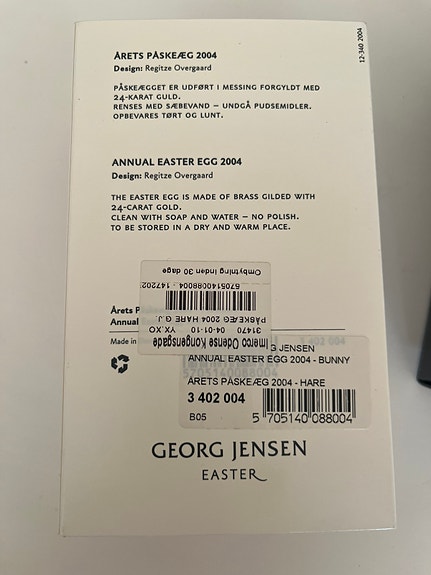 12-340 2004
ÅRETS PÅSKEÆG 2004
Design: Regitze Overgaard
PÅSKEÆGGET ER UDFØRT I MESSING FORGYLDT MED
24-KARAT GULD.
RENSES MED SÆBEVAND – UNDGÅ PUDSEMIDLER.
OPBEVARES TØRT OG LUNT.
ANNUAL EASTER EGG 2004
Design: Regitze Overgaard
THE EASTER EGG IS MADE OF BRASS GILDED WITH
24-CARAT GOLD.
CLEAN WITH SOAP AND WATER – NO POLISH.
TO BE STORED IN A DRY AND WARM PLACE.
Imerco Odense Kongensgade
31470 04-01-10 YX.XO
PÅSKEÆG 2004 HARE G.J.
5705140088004 - 147202
Ombytning inden 30 dage
Årets P
Annual
Made in
3 402 004
G JENSEN
ANNUAL EASTER EGG 2004 - BUNNY
ÅRETS PÅSKEÆG 2004 - HARE
3 402 004
B05
5 705140 088004
GEORG JENSEN
EASTER